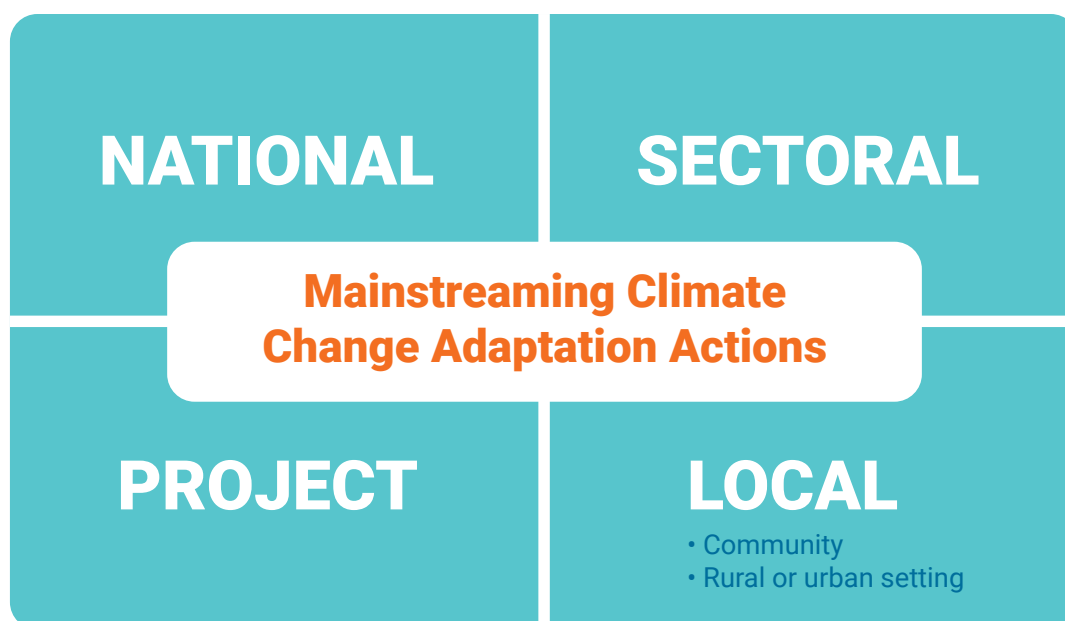 NATIONAL
SECTORAL
Mainstreaming Climate
Change Adaptation Actions
PROJECT
LOCAL
• Community
• Rural or urban setting